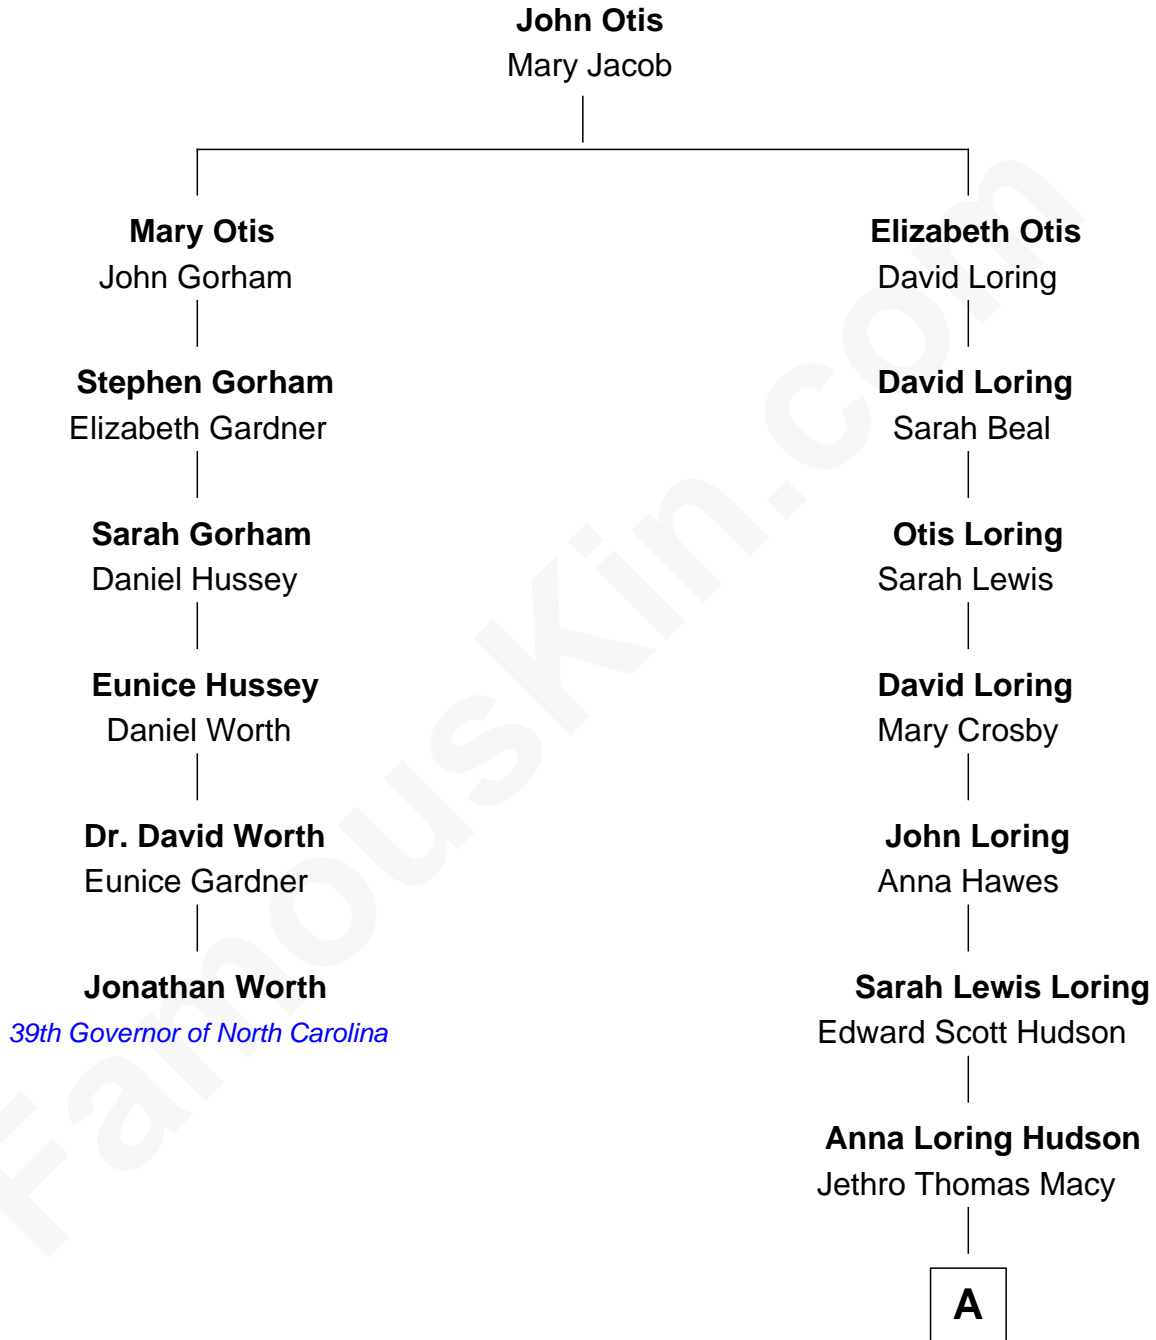 John Otis
Mary Jacob
Mary Otis
John Gorham
Elizabeth Otis
David Loring
Stephen Gorham
Elizabeth Gardner
David Loring
Sarah Beal
Sarah Gorham
Daniel Hussey
Otis Loring
Sarah Lewis
Eunice Hussey
Daniel Worth
David Loring
Mary Crosby
Dr. David Worth
Eunice Gardner
John Loring
Anna Hawes
Jonathan Worth
39th Governor of North Carolina
Sarah Lewis Loring
Edward Scott Hudson
Anna Loring Hudson
Jethro Thomas Macy
A
FamousKin.com